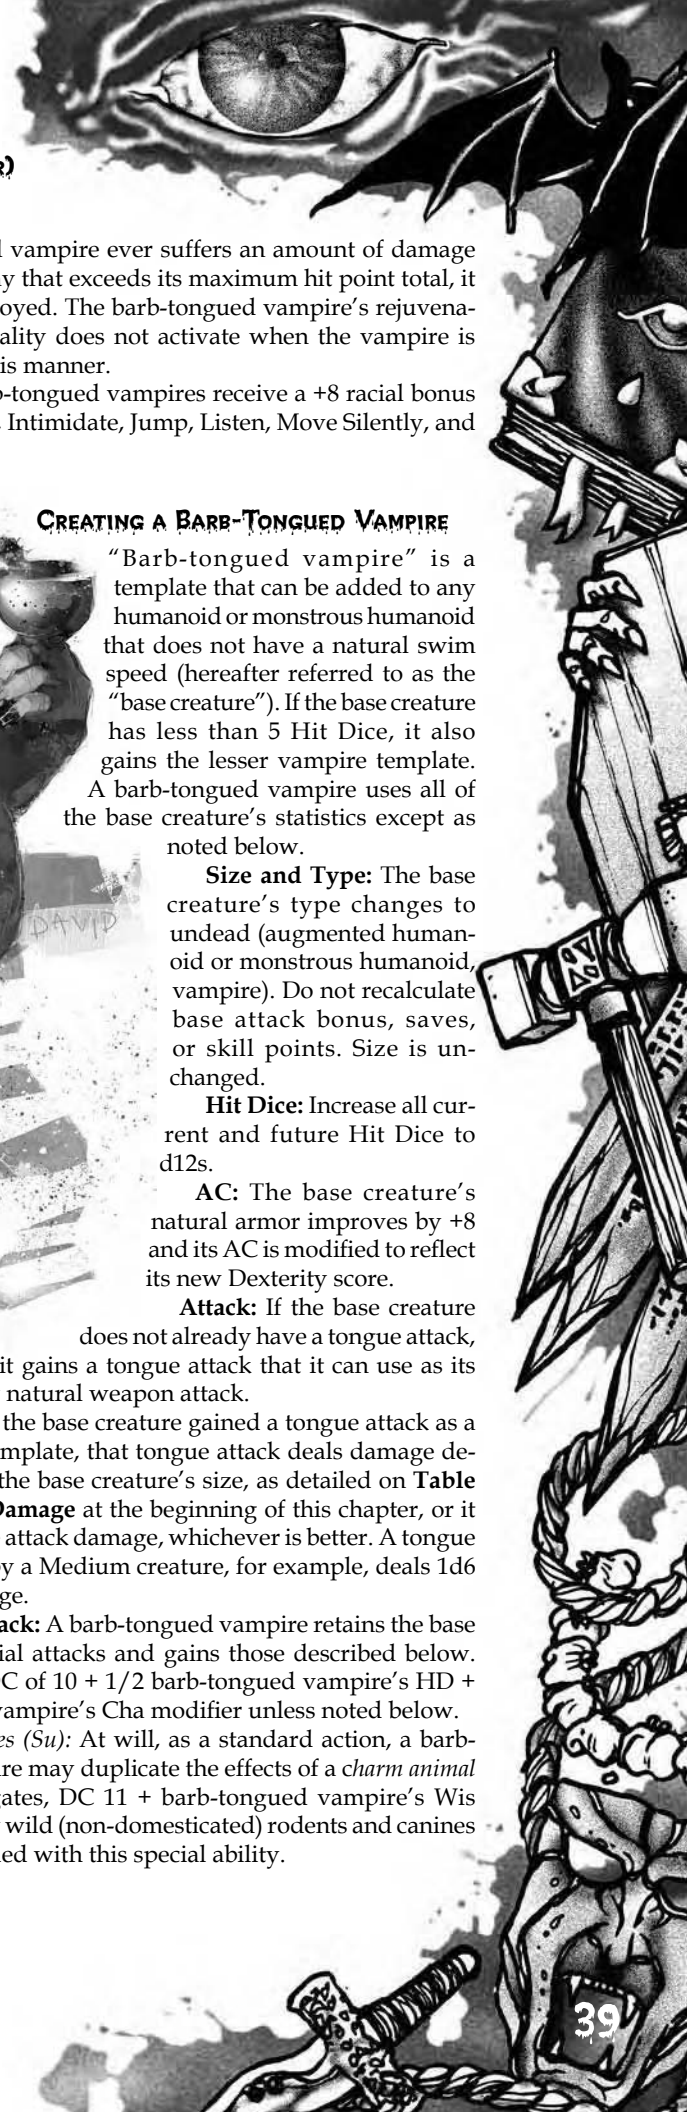 vampire ever suffers an amount of damage
that exceeds its maximum hit point total, it
oyed. The barb-tongued vampire's rejuvena-
ality does not activate when the vampire is
is manner.
b-tongued vampires receive a +8 racial bonus
Intimidate, Jump, Listen, Move Silently, and
Creating a Barb-Tongued Vampire
“Barb-tongued vampire” is a
template that can be added to any
humanoid or monstrous humanoid
that does not have a natural swim
speed (hereafter referred to as the
“base creature”). If the base creature
has less than 5 Hit Dice, it also
gains the lesser vampire template.
A barb-tongued vampire uses all of
the base creature’s statistics except as
noted below.
Size and Type: The base
creature’s type changes to
undead (augmented human-
oid or monstrous humanoid,
vampire). Do not recalculate
base attack bonus, saves,
or skill points. Size is un-
changed.
Hit Dice: Increase all cur-
rent and future Hit Dice to
d12s.
AC: The base creature’s
natural armor improves by +8
and its AC is modified to reflect
its new Dexterity score.
Attack: If the base creature
does not already have a tongue attack,
it gains a tongue attack that it can use as its
natural weapon attack.
the base creature gained a tongue attack as a
mplate, that tongue attack deals damage de-
the base creature’s size, as detailed on Table
Damage at the beginning of this chapter, or it
attack damage, whichever is better. A tongue
by a Medium creature, for example, deals 1d6
ge.
ack: A barb-tongued vampire retains the base
ial attacks and gains those described below.
DC of 10 + 1/2 barb-tongued vampire’s HD +
vampire’s Cha modifier unless noted below.
es (Su): At will, as a standard action, a barb-
ire may duplicate the effects of a charm animal
gates, DC 11 + barb-tongued vampire’s Wis
wild (non-domesticated) rodents and canines
ed with this special ability.
DAVID
39